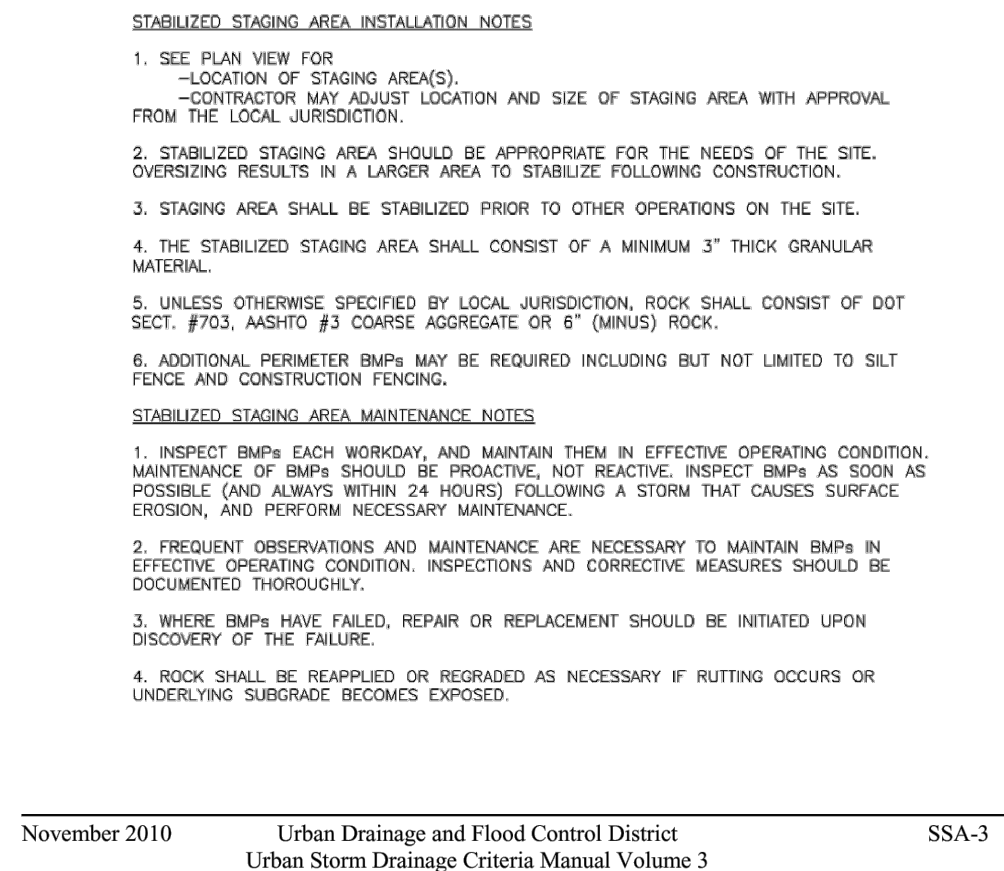 STABILIZED STAGING AREA INSTALLATION NOTES
1. SEE PLAN VIEW FOR
–LOCATION OF STAGING AREA(S).
–CONTRACTOR MAY ADJUST LOCATION AND SIZE OF STAGING AREA WITH APPROVAL
FROM THE LOCAL JURISDICTION.
2. STABILIZED STAGING AREA SHOULD BE APPROPRIATE FOR THE NEEDS OF THE SITE.
OVERSIZING RESULTS IN A LARGER AREA TO STABILIZE FOLLOWING CONSTRUCTION.
3. STAGING AREA SHALL BE STABILIZED PRIOR TO OTHER OPERATIONS ON THE SITE.
4. THE STABILIZED STAGING AREA SHALL CONSIST OF A MINIMUM 3" THICK GRANULAR
MATERIAL.
5. UNLESS OTHERWISE SPECIFIED BY LOCAL JURISDICTION, ROCK SHALL CONSIST OF DOT
SECT. #703, AASHTO #3 COARSE AGGREGATE OR 6" (MINUS) ROCK.
6. ADDITIONAL PERIMETER BMPs MAY BE REQUIRED INCLUDING BUT NOT LIMITED TO SILT
FENCE AND CONSTRUCTION FENCING.
STABILIZED STAGING AREA MAINTENANCE NOTES
1. INSPECT BMPs EACH WORKDAY, AND MAINTAIN THEM IN EFFECTIVE OPERATING CONDITION.
MAINTENANCE OF BMPs SHOULD BE PROACTIVE, NOT REACTIVE. INSPECT BMPs AS SOON AS
POSSIBLE (AND ALWAYS WITHIN 24 HOURS) FOLLOWING A STORM THAT CAUSES SURFACE
EROSION, AND PERFORM NECESSARY MAINTENANCE.
2. FREQUENT OBSERVATIONS AND MAINTENANCE ARE NECESSARY TO MAINTAIN BMPs IN
EFFECTIVE OPERATING CONDITION. INSPECTIONS AND CORRECTIVE MEASURES SHOULD BE
DOCUMENTED THOROUGHLY.
3. WHERE BMPs HAVE FAILED, REPAIR OR REPLACEMENT SHOULD BE INITIATED UPON
DISCOVERY OF THE FAILURE.
4. ROCK SHALL BE REAPPLIED OR REGRADED AS NECESSARY IF RUTTING OCCURS OR
UNDERLYING SUBGRADE BECOMES EXPOSED.
November 2010 Urban Drainage and Flood Control District SSA-3
Urban Storm Drainage Criteria Manual Volume 3